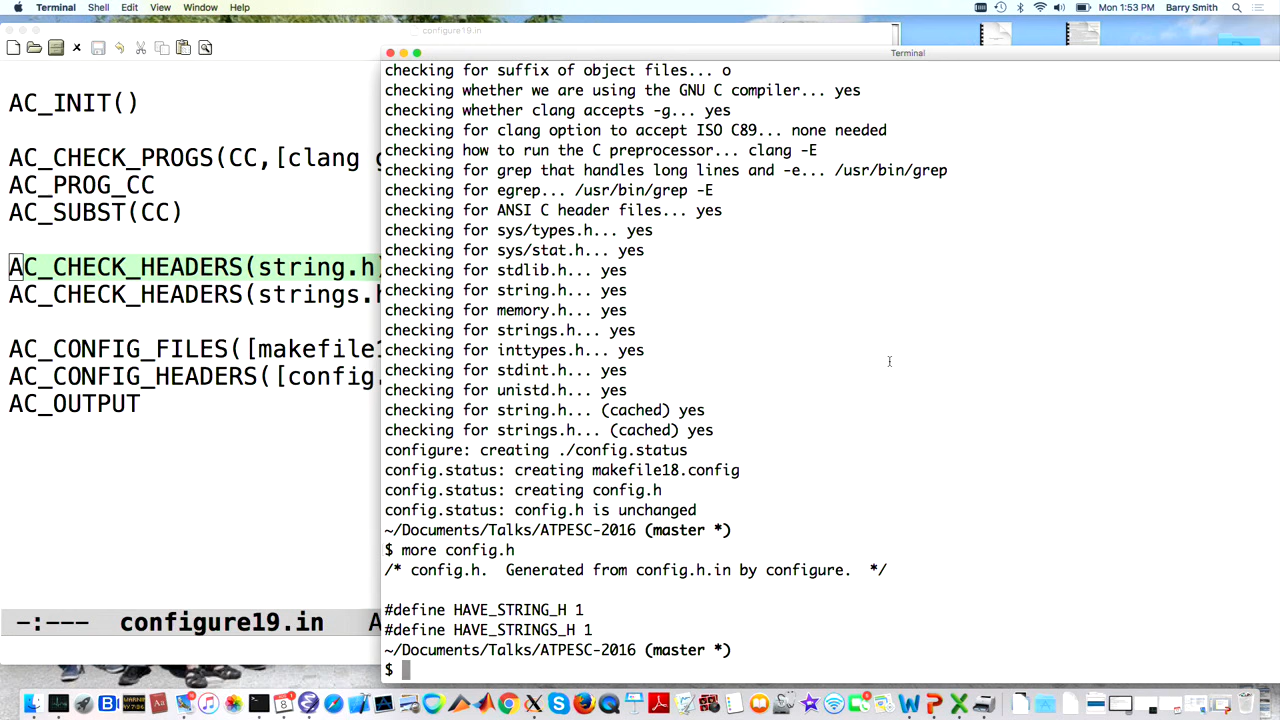 Terminal Shell Edit View Window Help Mon 1:53 PM Barry Smith
configure19.in
Terminal
AC_INIT()
AC_CHECK_PROGS(CC,[clang g
AC_PROG_CC
AC_SUBST(CC)
AC_CHECK_HEADERS(string.h)
AC_CHECK_HEADERS(strings.h
AC_CONFIG_FILES([makefile1
AC_CONFIG_HEADERS([config.
AC_OUTPUT
-:--- configure19.in A
checking for suffix of object files... o
checking whether we are using the GNU C compiler... yes
checking whether clang accepts -g... yes
checking for clang option to accept ISO C89... none needed
checking how to run the C preprocessor... clang -E
checking for grep that handles long lines and -e... /usr/bin/grep
checking for egrep... /usr/bin/grep -E
checking for ANSI C header files... yes
checking for sys/types.h... yes
checking for sys/stat.h... yes
checking for stdlib.h... yes
checking for string.h... yes
checking for memory.h... yes
checking for strings.h... yes
checking for inttypes.h... yes
checking for stdint.h... yes
checking for unistd.h... yes
checking for string.h... (cached) yes
checking for strings.h... (cached) yes
configure: creating ./config.status
config.status: creating makefile18.config
config.status: creating config.h
config.status: config.h is unchanged
~/Documents/Talks/ATPESC-2016 (master *)
$ more config.h
/* config.h.  Generated from config.h.in by configure.  */
#define HAVE_STRING_H 1
#define HAVE_STRINGS_H 1
~/Documents/Talks/ATPESC-2016 (master *)
$